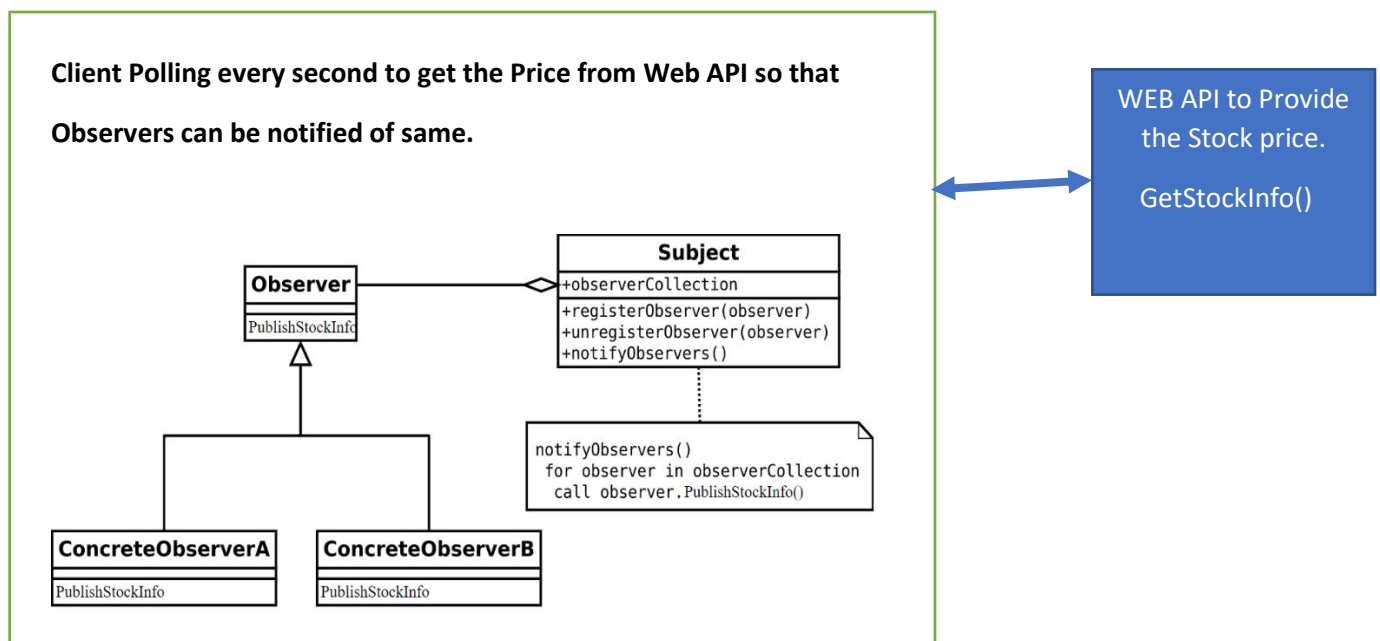 Client Polling every second to get the Price from Web API so that
Observers can be notified of same.
WEB API to Provide
the Stock price.
GetStockInfo()
Subject
+observerCollection
+registerObserver(observer)
+unregisterObserver(observer)
+notifyObservers()
Observer
PublishStockInfo
notifyObservers()
for observer in observerCollection
call observer.PublishStockInfo()
ConcreteObserverA
PublishStockInfo
ConcreteObserverB
PublishStockInfo